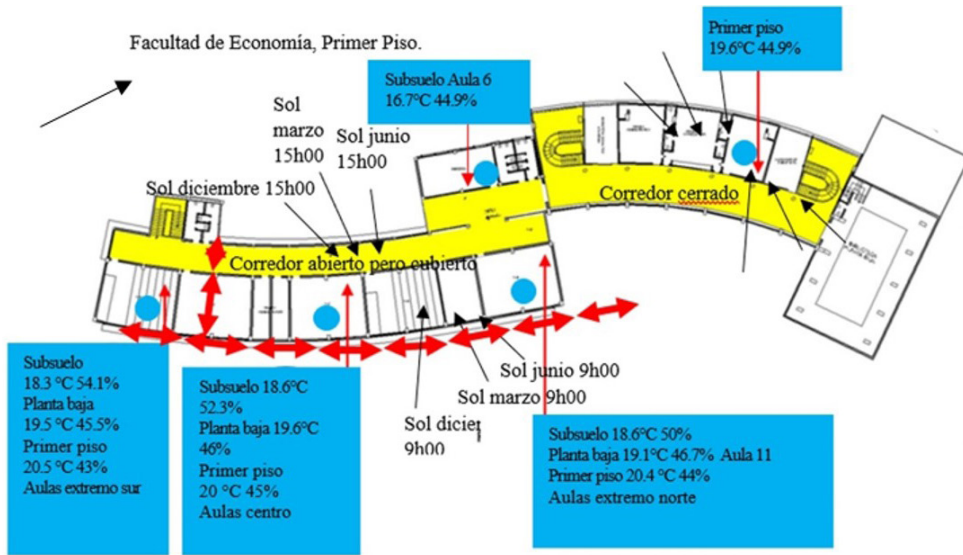 Facultad de Economía, Primer Piso.
Primer piso
19.6°C 44.9%
Subsuelo Aula 6
16.7°C 44.9%
Sol
marzo
15h00
Sol junio
15h00
Sol diciembre 15h00
Corredor cerrado
Corredor abierto pero cubierto
Sol junio 9h00
Sol marzo 9h00
Sol dicier
9h00
Subsuelo
18.3 °C 54.1%
Planta baja
19.5 °C 45.5%
Primer piso
20.5 °C 43%
Aulas extremo sur
Subsuelo 18.6°C
52.3%
Planta baja 19.6°C
46%
Primer piso
20 °C 45%
Aulas centro
Subsuelo 18.6°C 50%
Planta baja 19.1°C 46.7% Aula 11
Primer piso 20.4 °C 44%
Aulas extremo norte